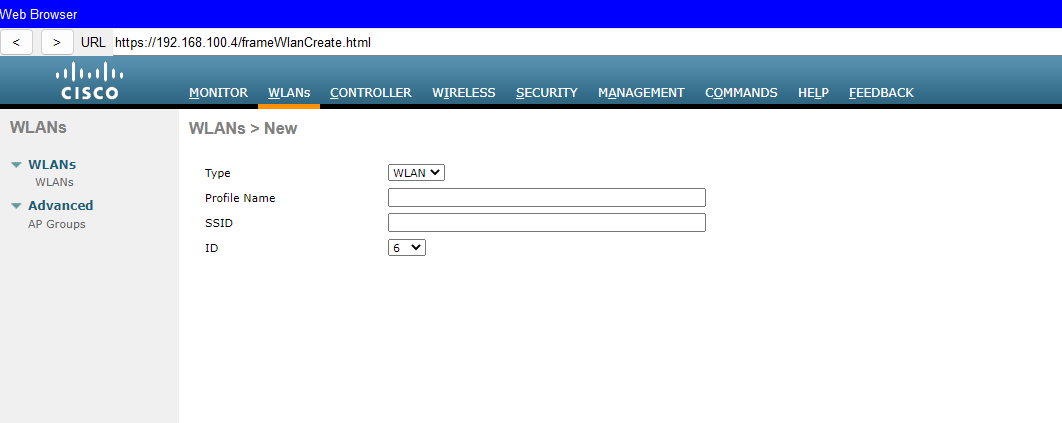 Web Browser
< > URL https://192.168.100.4/frameWlanCreate.html
CISCO
MONITOR WLANs CONTROLLER WIRELESS SECURITY MANAGEMENT COMMANDS HELP FEEDBACK
WLANs
WLANs
WLANs
Advanced
AP Groups
WLANs > New
Type WLAN
Profile Name
SSID
ID 6